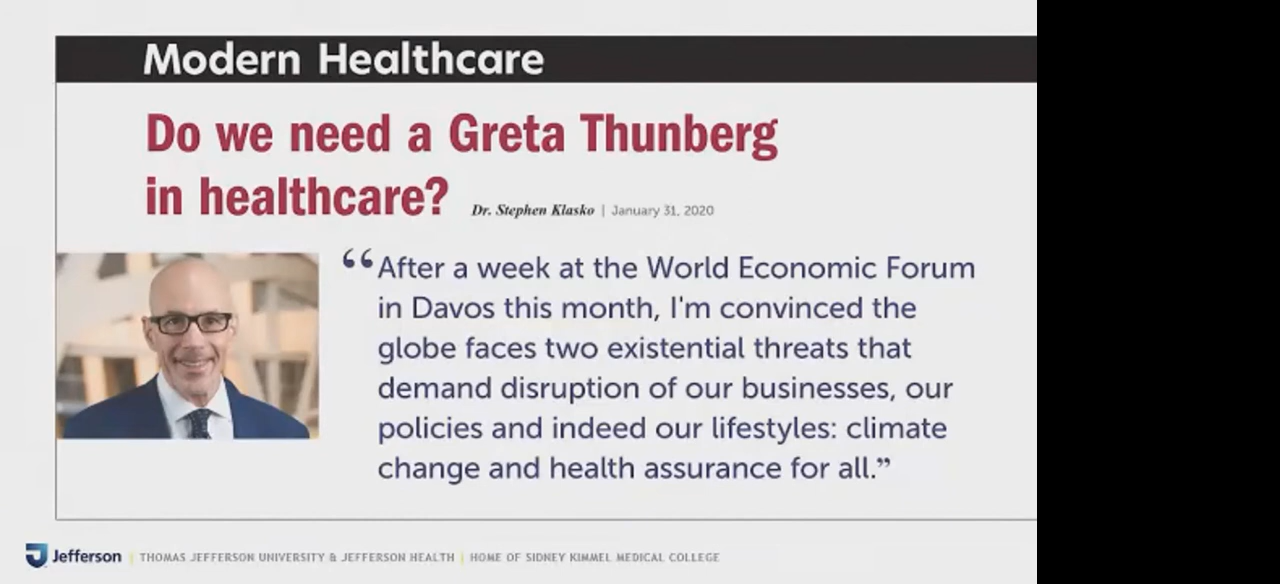 Modern Healthcare
Do we need a Greta Thunberg
in healthcare? Dr. Stephen Klasko | January 31, 2020
“After a week at the World Economic Forum
in Davos this month, I'm convinced the
globe faces two existential threats that
demand disruption of our businesses, our
policies and indeed our lifestyles: climate
change and health assurance for all.”
Jefferson | THOMAS JEFFERSON UNIVERSITY & JEFFERSON HEALTH | HOME OF SIDNEY KIMMEL MEDICAL COLLEGE